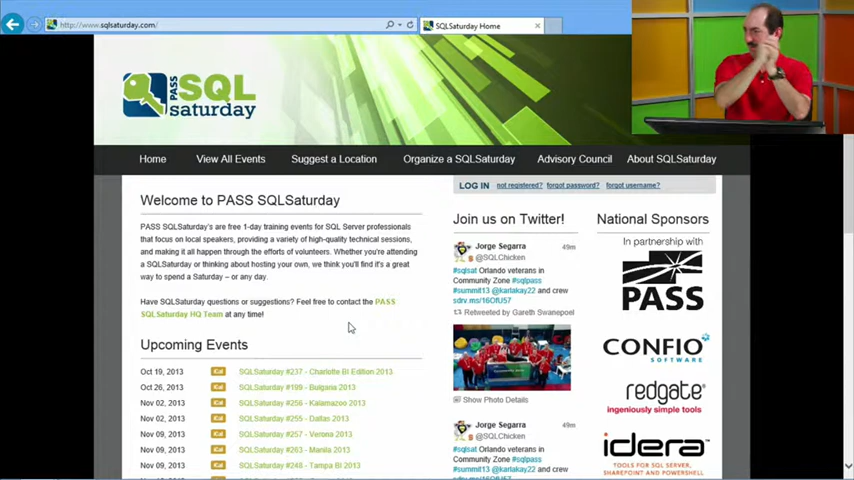 http://www.sqlsaturday.com/
SQLSaturday Home
PASS
SQL
saturday
Home View All Events Suggest a Location Organize a SQLSaturday Advisory Council About SQLSaturday
LOG IN not registered? forgot password? forgot username?
Welcome to PASS SQLSaturday
PASS SQLSaturday's are free 1-day training events for SQL Server professionals
that focus on local speakers, providing a variety of high-quality technical sessions,
and making it all happen through the efforts of volunteers. Whether you're attending
a SQLSaturday or thinking about hosting your own, we think you'll find it's a great
way to spend a Saturday – or any day.
Have SQLSaturday questions or suggestions? Feel free to contact the PASS
SQLSaturday HQ Team at any time!
Upcoming Events
Oct 19, 2013 iCal SQLSaturday #237 - Charlotte BI Edition 2013
Oct 26, 2013 iCal SQLSaturday #199 - Bulgaria 2013
Nov 02, 2013 iCal SQLSaturday #256 - Kalamazoo 2013
Nov 02, 2013 iCal SQLSaturday #255 - Dallas 2013
Nov 09, 2013 iCal SQLSaturday #257 - Verona 2013
Nov 09, 2013 iCal SQLSaturday #263 - Manila 2013
Nov 09, 2013 iCal SQLSaturday #248 - Tampa BI 2013
Join us on Twitter!
Jorge Segarra 49m
@SQLChicken
#sqlsat Orlando veterans in
Community Zone #sqlpass
#summit13 @karlakay22 and crew
sdrv.ms/16OfU57
Retweeted by Gareth Swanepoel
Show Photo Details
Jorge Segarra 49m
@SQLChicken
#sqlsat Orlando veterans in
Community Zone #sqlpass
#summit13 @karlakay22 and crew
National Sponsors
In partnership with
PASS
CONFIO
SOFTWARE
redgate
ingeniously simple tools
idera
TOOLS FOR SQL SERVER,
SHAREPOINT AND POWERSHELL